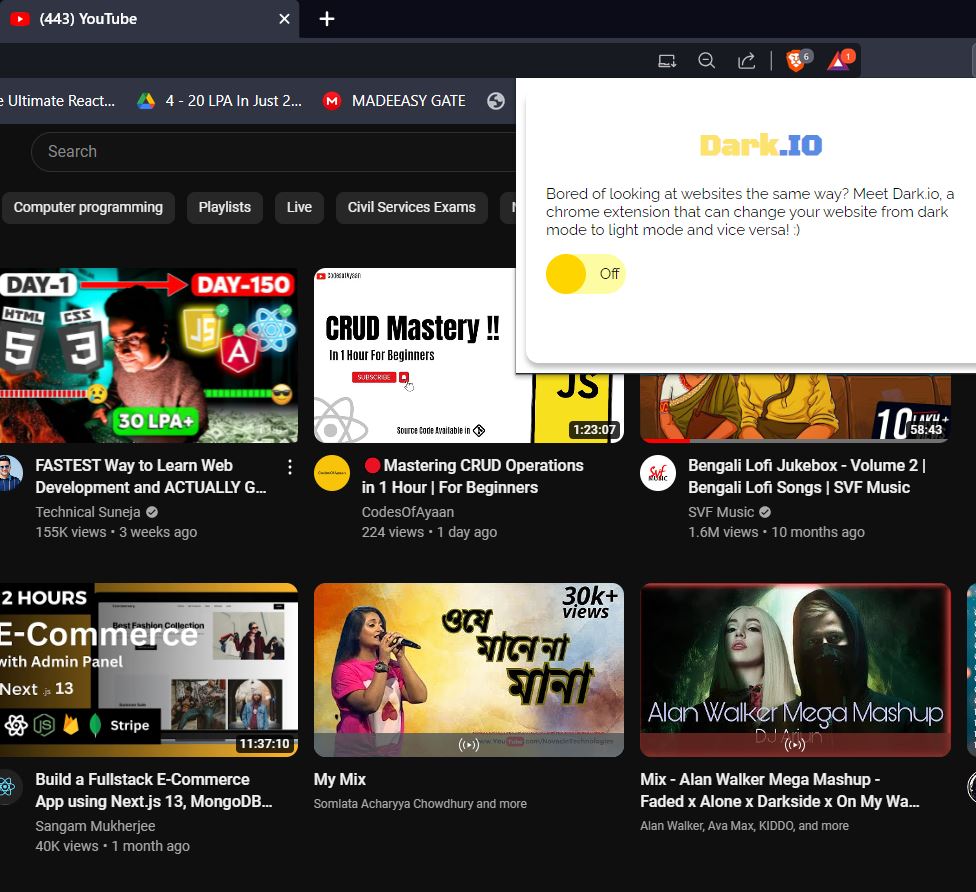 (443) YouTube
6
1
e Ultimate React...
4 - 20 LPA In Just 2...
M
MADEEASY GATE
Search
Computer programming
Playlists
Live
Civil Services Exams
Dark.IO
Bored of looking at websites the same way? Meet Dark.io, a
chrome extension that can change your website from dark
mode to light mode and vice versa! :)
Off
DAY-1
DAY-150
HTML
CSS
5
3
JS
A
30 LPA+
FASTEST Way to Learn Web
Development and ACTUALLY G...
Technical Suneja
155K views • 3 weeks ago
CodesofAyaan
CRUD Mastery !!
In 1 Hour For Beginners
SUBSCRIBE
Source Code Available in
JS
1:23:07
CodesOfAyaan
🔴Mastering CRUD Operations
in 1 Hour | For Beginners
CodesOfAyaan
224 views • 1 day ago
10 LAKH+
58:43
SVF
MUSIC
Bengali Lofi Jukebox - Volume 2 |
Bengali Lofi Songs | SVF Music
SVF Music
1.6M views • 10 months ago
2 HOURS
E-Commerce
with Admin Panel
Next .js 13
Best Fashion Collection
Stripe
11:37:10
Build a Fullstack E-Commerce
App using Next.js 13, MongoDB...
Sangam Mukherjee
40K views • 1 month ago
30k+
views
ওযে
মানে না
মানা
www.YouTube.com/NovacinTechnologies
My Mix
Somlata Acharyya Chowdhury and more
Alan Walker Mega Mashup
DJ Arjun
Mix - Alan Walker Mega Mashup -
Faded x Alone x Darkside x On My Wa...
Alan Walker, Ava Max, KIDDO, and more